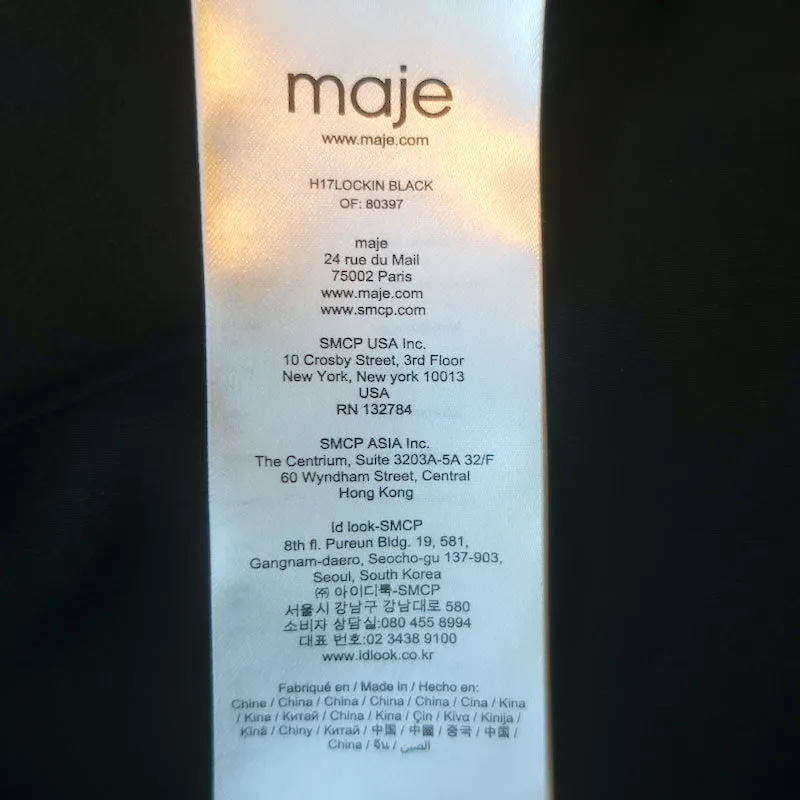 maje
www.maje.com
H17LOCKIN BLACK
OF: 80397
maje
24 rue du Mail
75002 Paris
www.maje.com
www.smcp.com
SMCP USA Inc.
10 Crosby Street, 3rd Floor
New York, New york 10013
USA
RN 132784
SMCP ASIA Inc.
The Centrium, Suite 3203A-5A 32/F
60 Wyndham Street, Central
Hong Kong
Id look-SMCP
8th fl. Pureun Bldg. 19, 581,
Gangnam-daero, Seocho-gu 137-903,
Seoul, South Korea
㈜ 아이디룩-SMCP
서울시 강남구 강남대로 580
소비자 상담실:080 455 8994
대표 번호:02 3438 9100
www.idlook.co.kr
Fabriqué en / Made in / Hecho en:
Chine / China / China / China / China / Cina / Kina
/ Kina / Китай / China / Kina / Çin / Κίνα / Kinija /
Ķīna / Chiny / Китай / 中国 / 中國 / 중국 / 中国 /
China / จีน / الصين